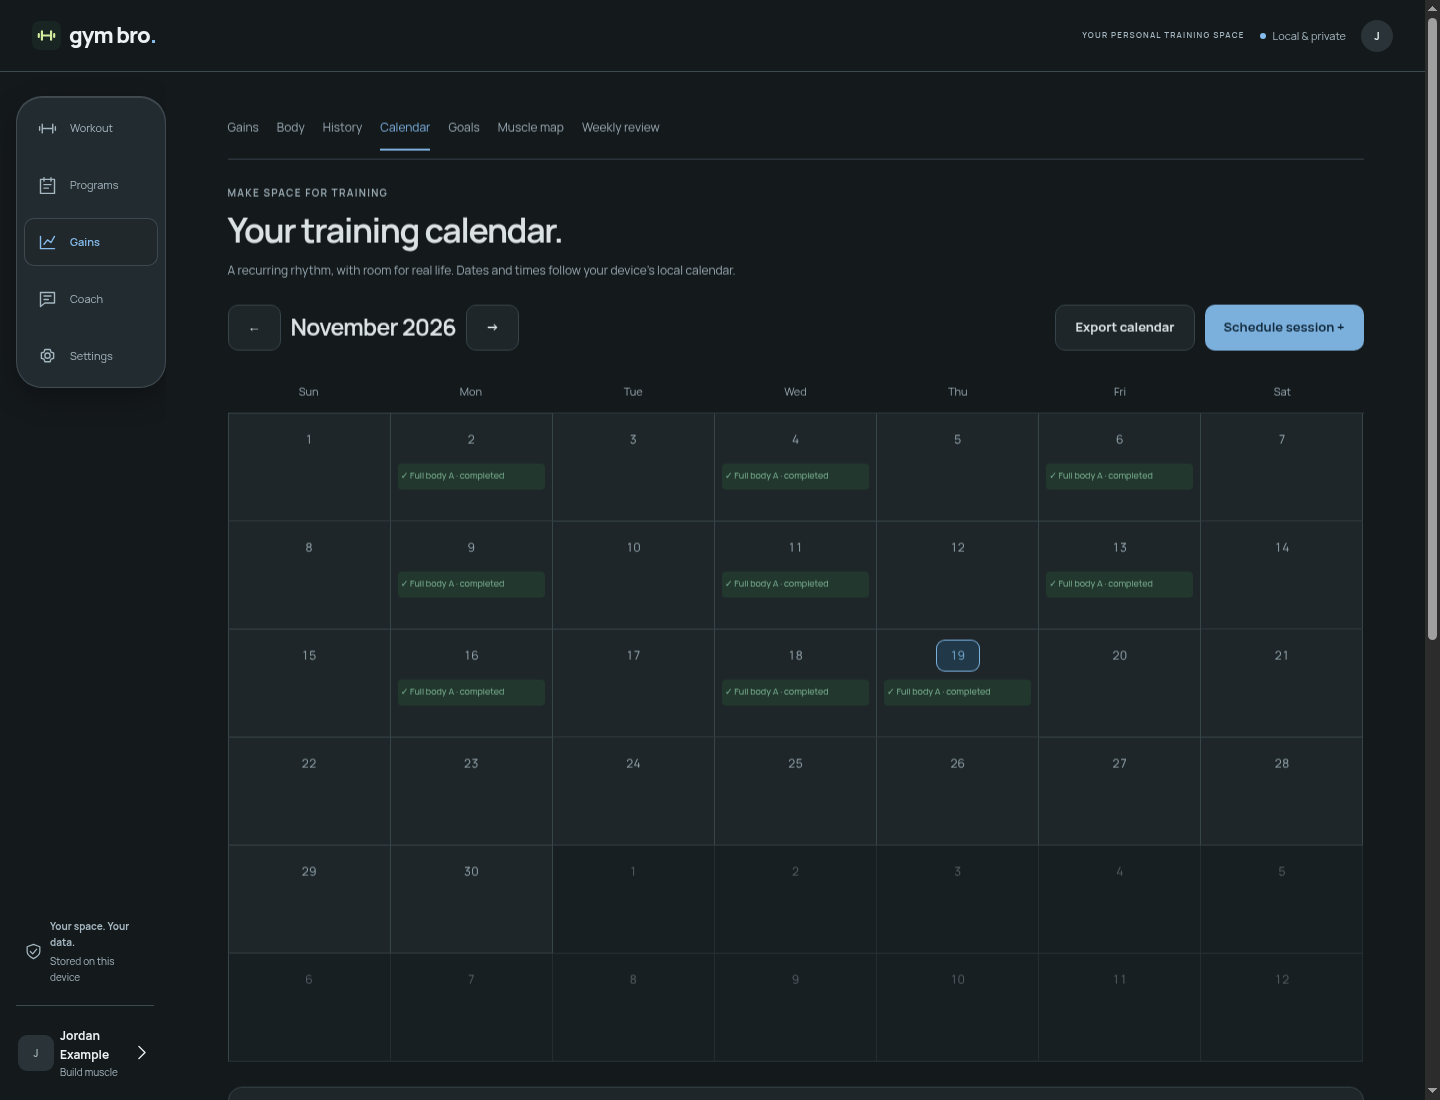 gym bro.
YOUR PERSONAL TRAINING SPACE
Local & private
J
Workout
Programs
Gains
Coach
Settings
Gains Body History Calendar Goals Muscle map Weekly review
MAKE SPACE FOR TRAINING
Your training calendar.
A recurring rhythm, with room for real life. Dates and times follow your device's local calendar.
← November 2026 →
Export calendar
Schedule session +
Sun Mon Tue Wed Thu Fri Sat
1 2 3 4 5 6 7
✓ Full body A · completed ✓ Full body A · completed ✓ Full body A · completed
8 9 10 11 12 13 14
✓ Full body A · completed ✓ Full body A · completed ✓ Full body A · completed
15 16 17 18 19 20 21
✓ Full body A · completed ✓ Full body A · completed ✓ Full body A · completed
22 23 24 25 26 27 28
29 30 1 2 3 4 5
6 7 8 9 10 11 12
Your space. Your
data.
Stored on this
device
J
Jordan
Example
Build muscle